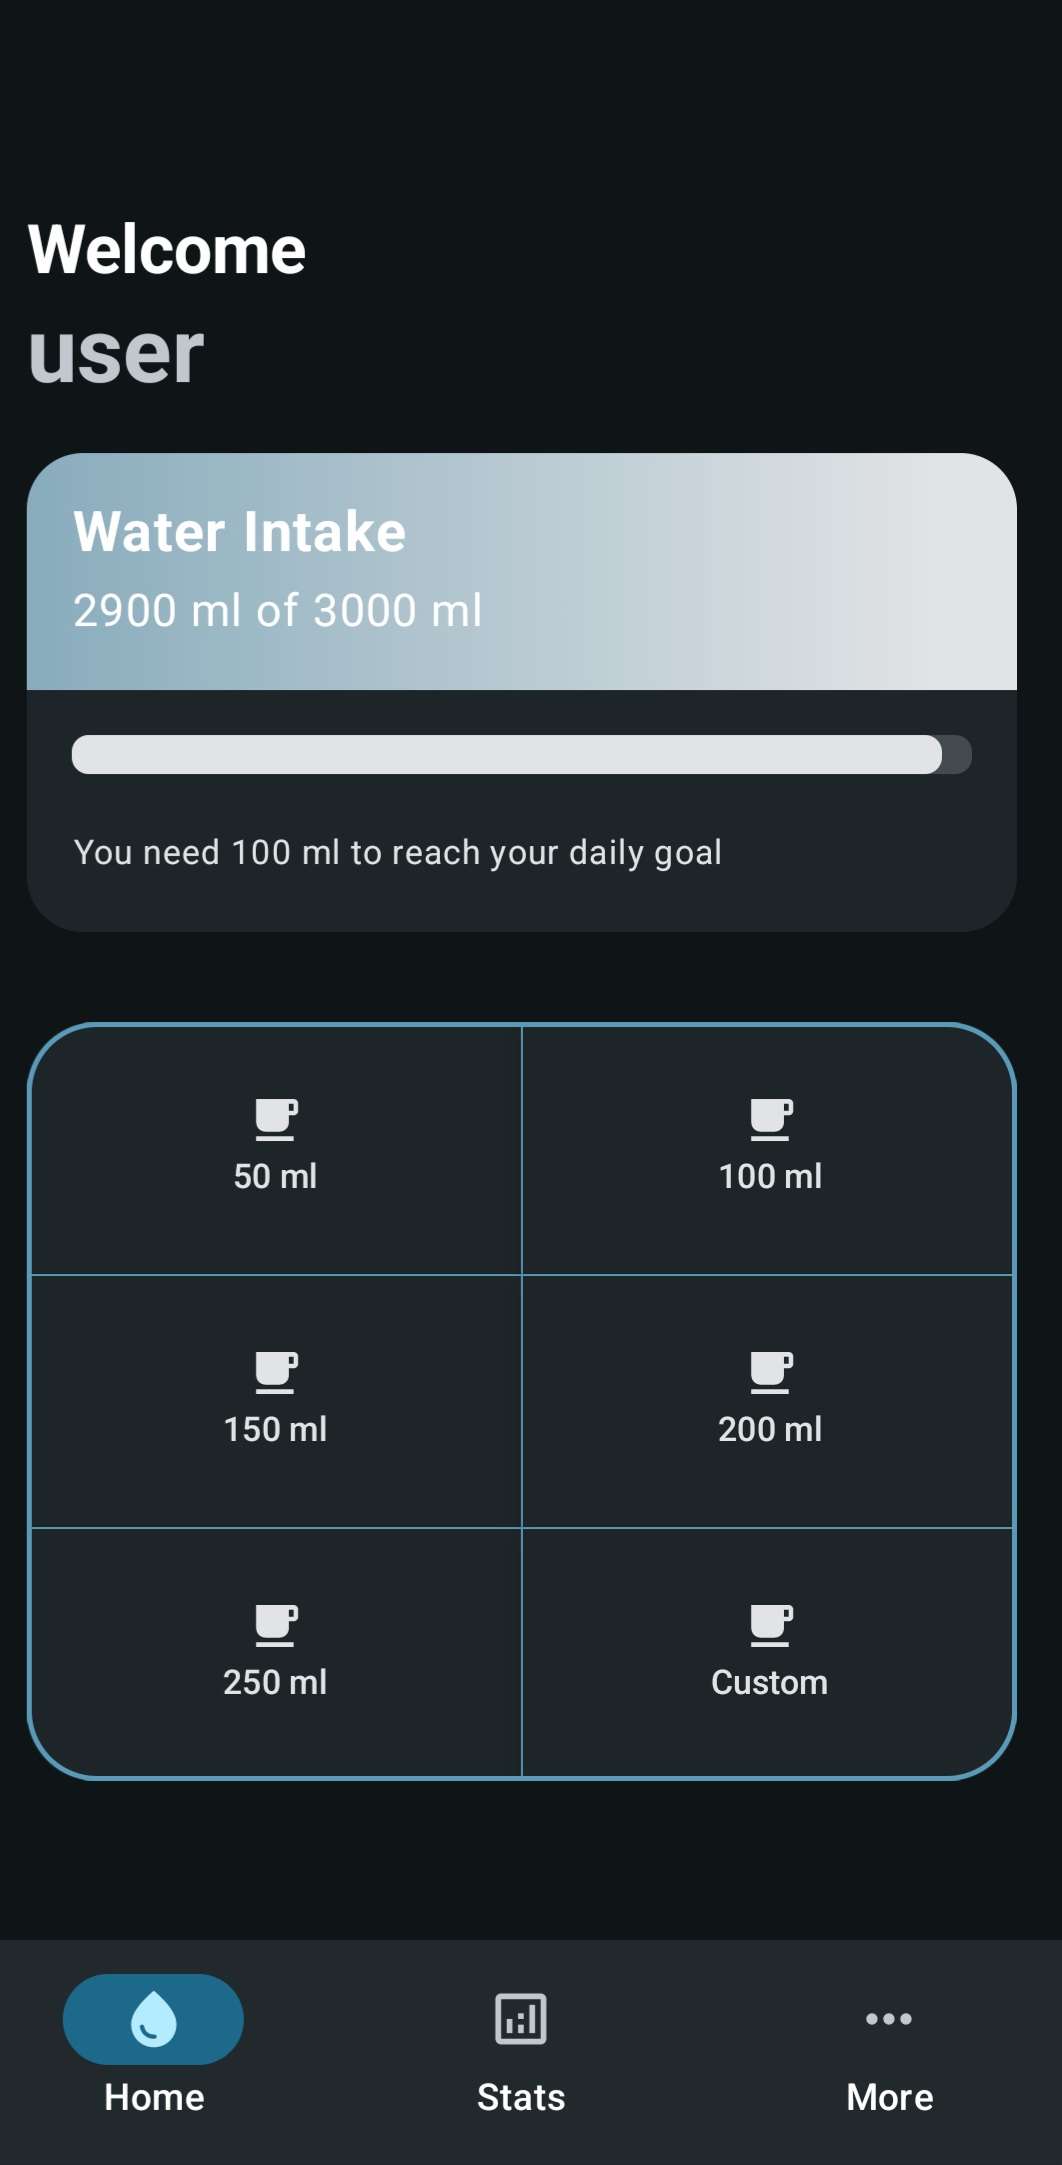 Welcome
user
Water Intake
2900 ml of 3000 ml
You need 100 ml to reach your daily goal
50 ml
100 ml
150 ml
200 ml
250 ml
Custom
Home
Stats
More